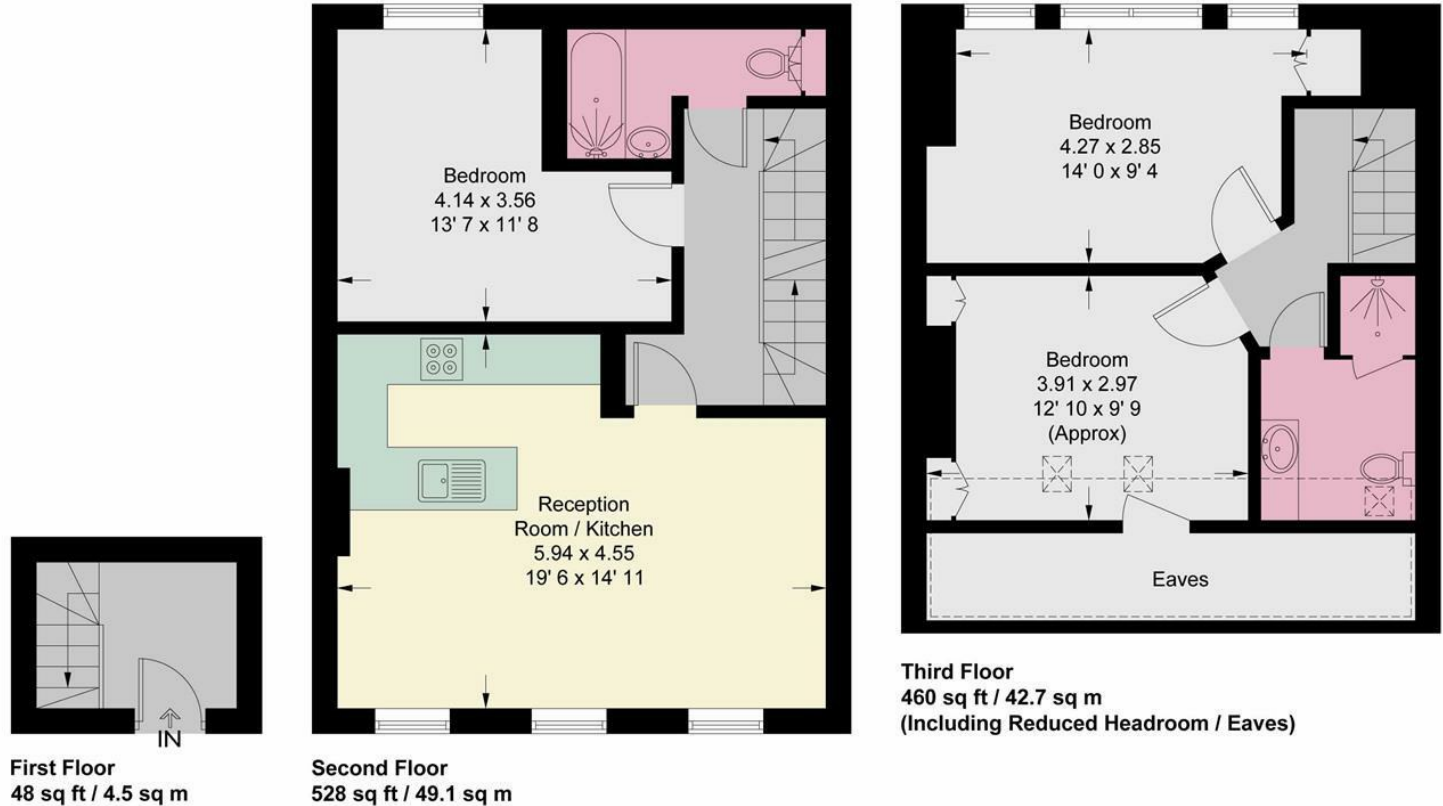 IN
First Floor
48 sq ft / 4.5 sq m
Bedroom
4.14 x 3.56
13' 7 x 11' 8
Reception
Room / Kitchen
5.94 x 4.55
19' 6 x 14' 11
Second Floor
528 sq ft / 49.1 sq m
Bedroom
4.27 x 2.85
14' 0 x 9' 4
Bedroom
3.91 x 2.97
12' 10 x 9' 9
(Approx)
Eaves
Third Floor
460 sq ft / 42.7 sq m
(Including Reduced Headroom / Eaves)